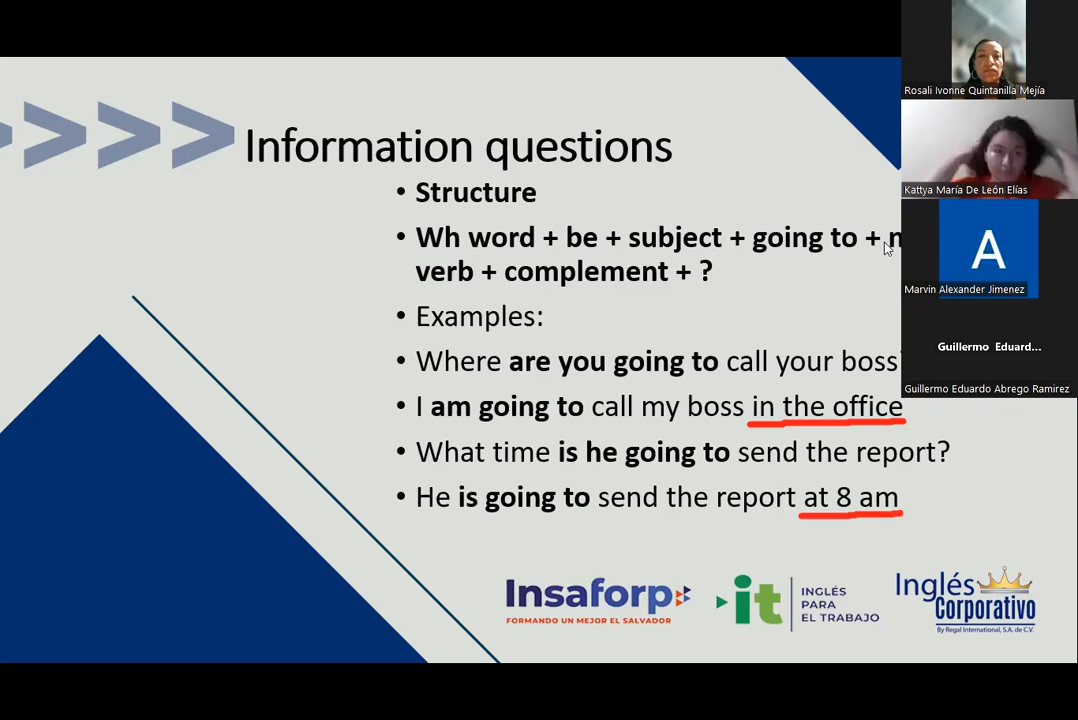 Information questions
• Structure
• Wh word + be + subject + going to +
verb + complement + ?
• Examples:
• Where are you going to call your boss?
• I am going to call my boss in the office
• What time is he going to send the report?
• He is going to send the report at 8 am
Insaforp
FORMANDO UN MEJOR EL SALVADOR
it
INGLÉS
PARA
EL TRABAJO
Inglés
Corporativo
By Regal International, S.A. de C.V.
Rosali Ivonne Quintanilla Mejía
Kattya María De León Elías
A
Marvin Alexander Jimenez
Guillermo Eduard...
Guillermo Eduardo Abrego Ramirez